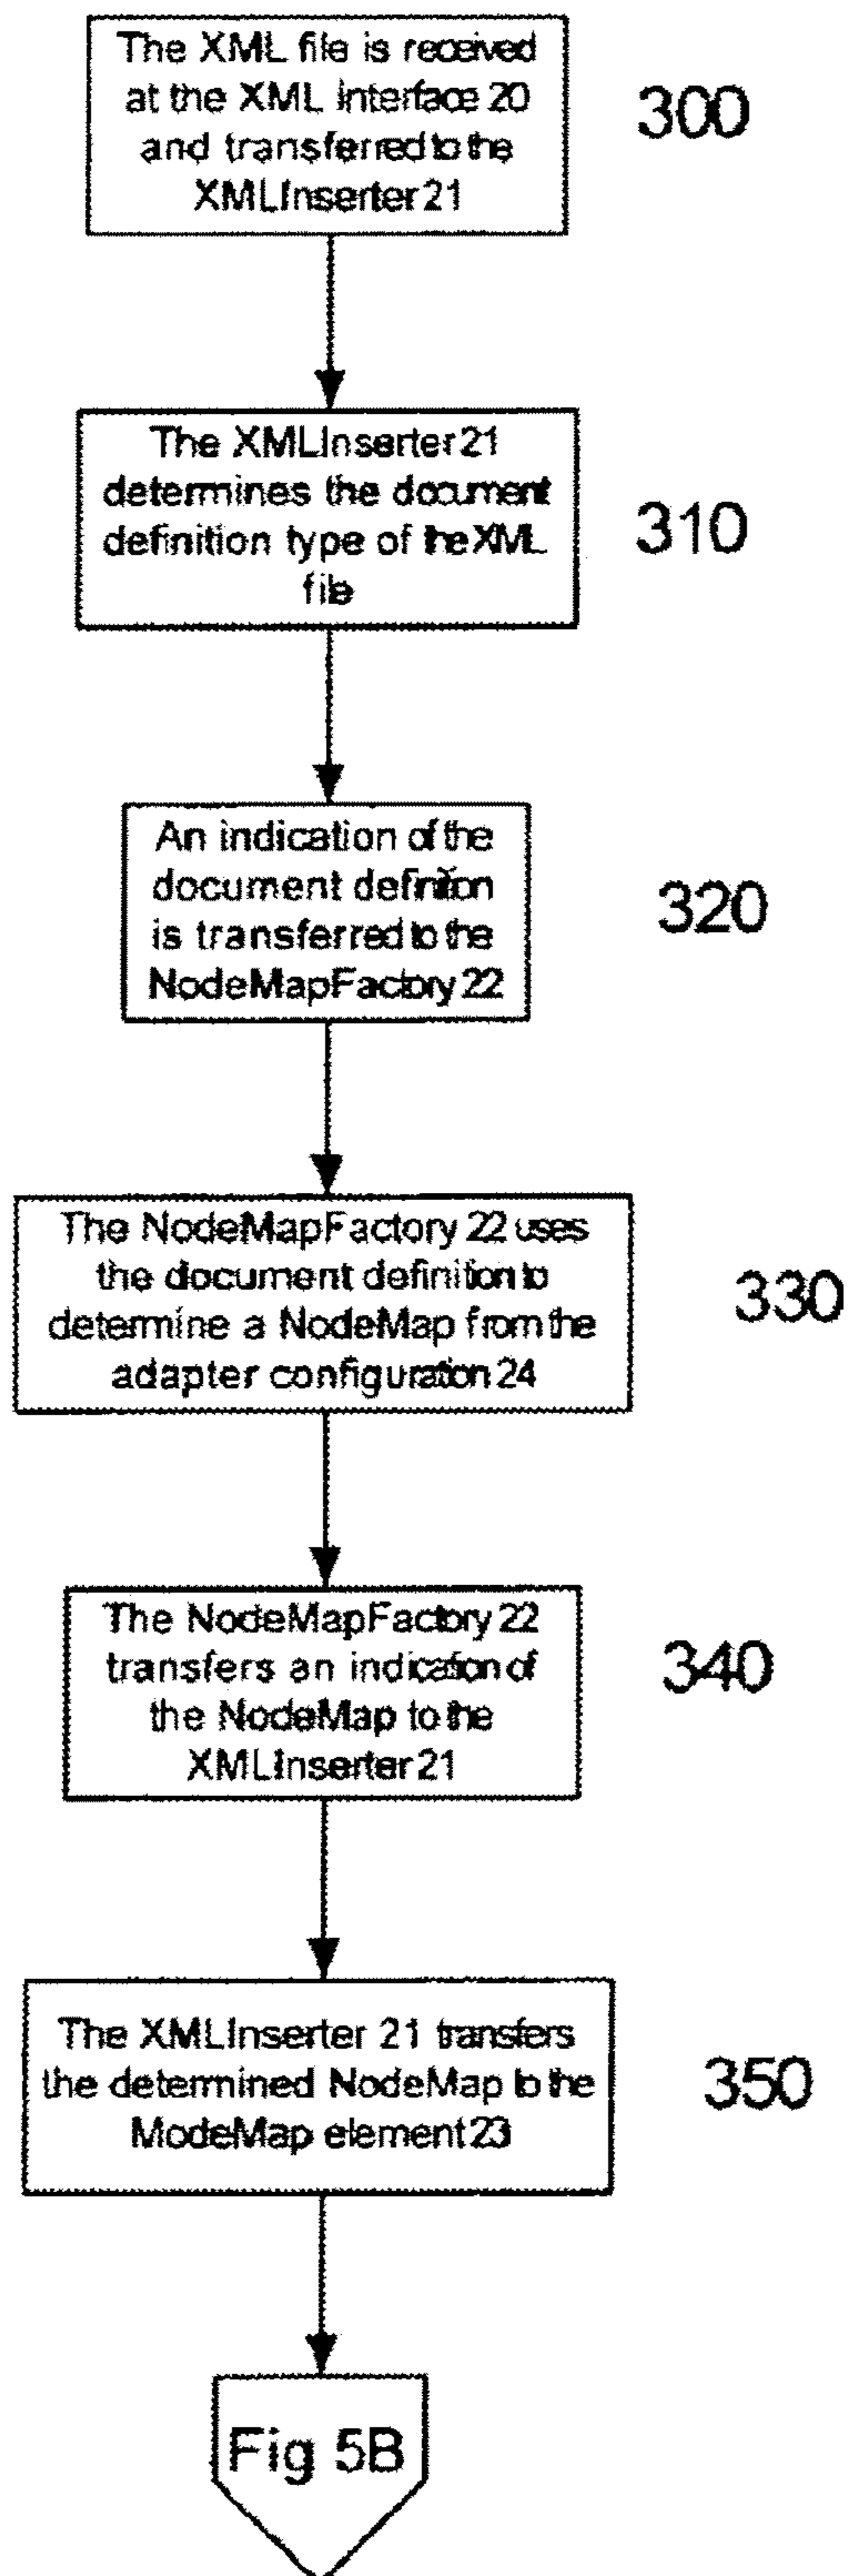 The XML file is received
at the XML Interface 20
and transferred to the
XMLInserter 21
300
The XMLInserter 21
determines the document
definition type of the XML
file
310
An indication of the
document definition
is transferred to the
NodeMapFactory 22
320
The NodeMapFactory 22 uses
the document definition to
determine a NodeMap from the
adapter configuration 24
330
The NodeMapFactory 22
transfers an indication of
the NodeMap to the
XMLInserter 21
340
The XMLInserter 21 transfers
the determined NodeMap to the
ModeMap element 23
350
Fig 5B